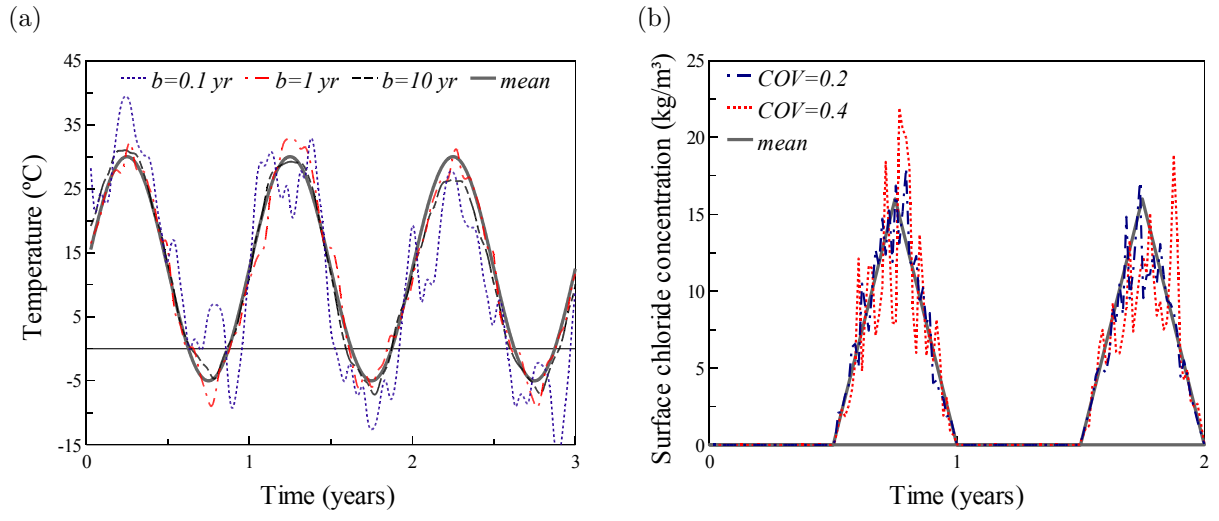 (a)
45
35
25
15
5
-5
-15
Temperature (ºC)
b=0.1 yr b=1 yr b=10 yr mean
0 1 2 3
Time (years)
(b)
25
20
15
10
5
0
Surface chloride concentration (kg/m³)
COV=0.2
COV=0.4
mean
0 1 2
Time (years)